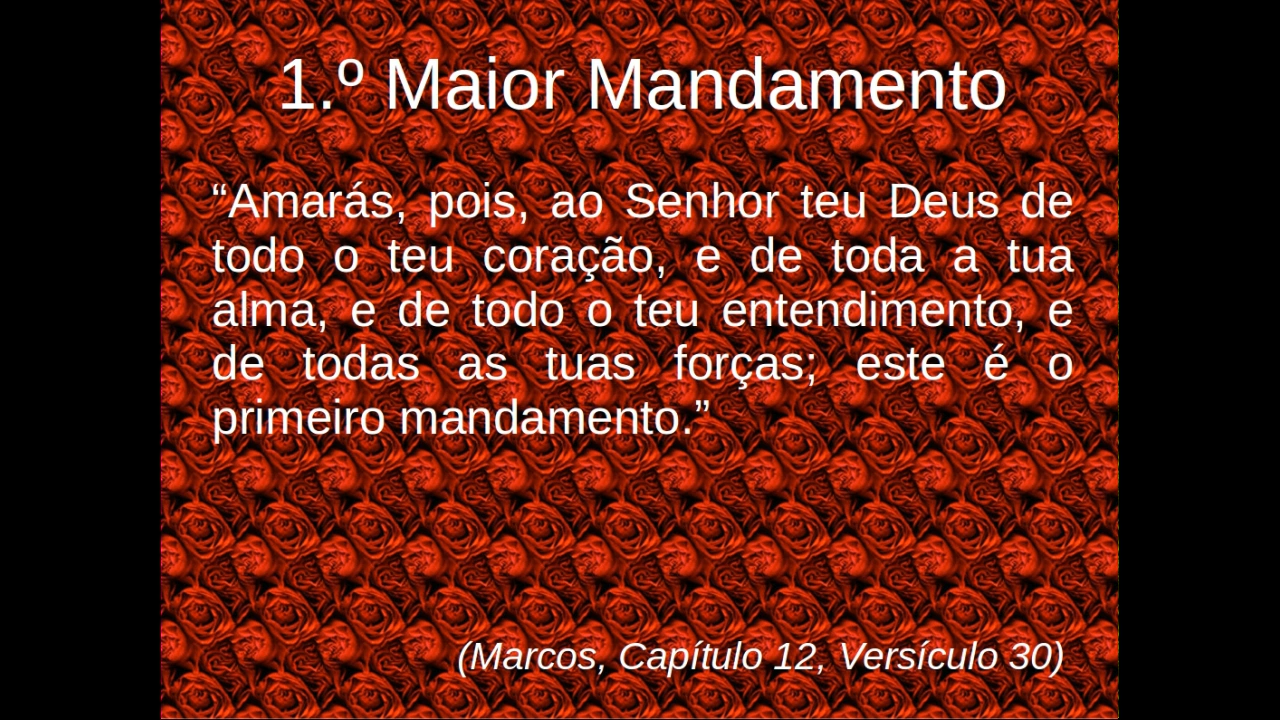 1.º Maior Mandamento
“Amarás, pois, ao Senhor teu Deus de
todo o teu coração, e de toda a tua
alma, e de todo o teu entendimento, e
de todas as tuas forças; este é o
primeiro mandamento.”
(Marcos, Capítulo 12, Versículo 30)